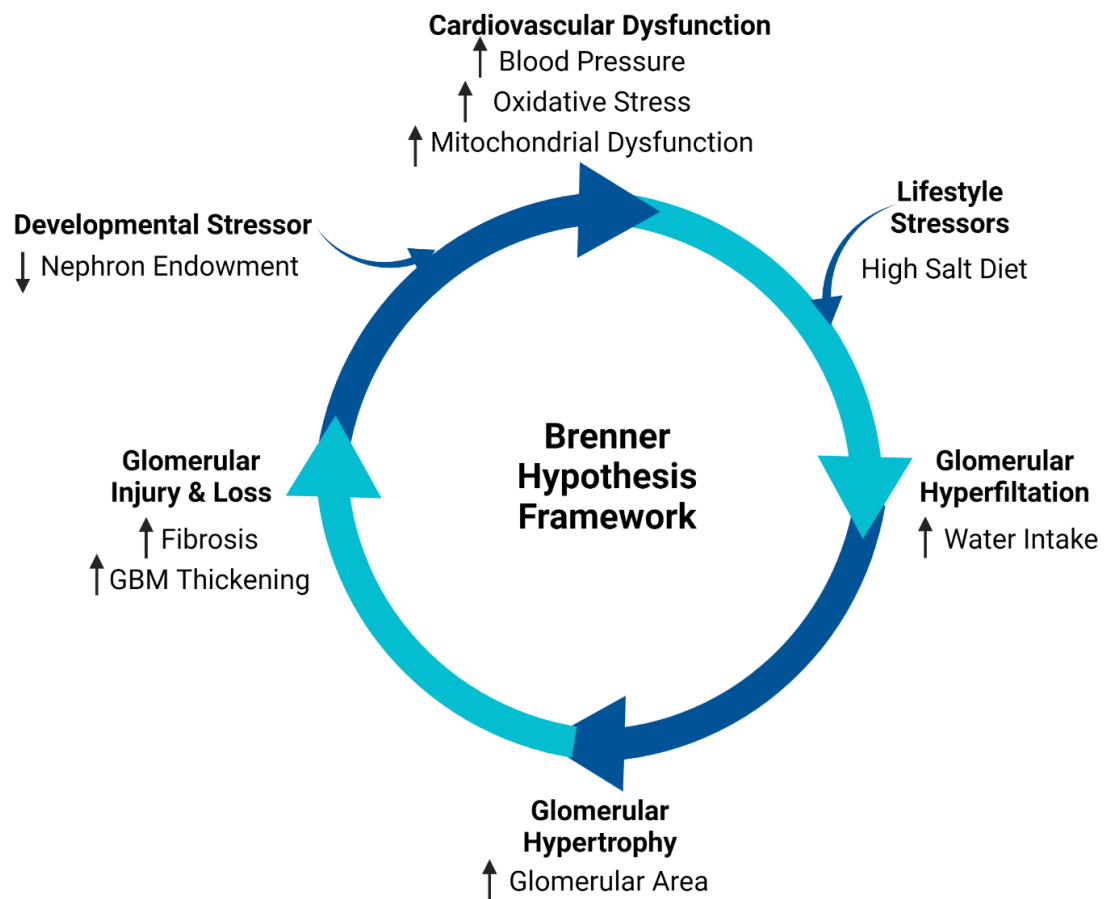 Cardiovascular Dysfunction
↑ Blood Pressure
↑ Oxidative Stress
↑ Mitochondrial Dysfunction
Developmental Stressor
↓ Nephron Endowment
Lifestyle
Stressors
High Salt Diet
Brenner
Hypothesis
Framework
Glomerular
Injury & Loss
↑ Fibrosis
↑ GBM Thickening
Glomerular
Hyperfiltation
↑ Water Intake
Glomerular
Hypertrophy
↑ Glomerular Area